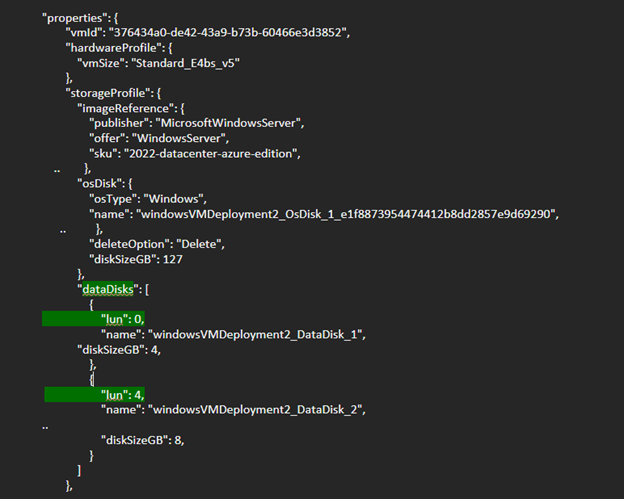 "properties": {
"vmId": "376434a0-de42-43a9-b73b-60466e3d3852",
"hardwareProfile": {
"vmSize": "Standard_E4bs_v5"
},
"storageProfile": {
"imageReference": {
"publisher": "MicrosoftWindowsServer",
"offer": "WindowsServer",
"sku": "2022-datacenter-azure-edition",
.. },
"osDisk": {
"osType": "Windows",
"name": "windowsVMDeployment2_OsDisk_1_e1f8873954474412b8dd2857e9d69290",
.. },
"deleteOption": "Delete",
"diskSizeGB": 127
},
"dataDisks": [
{
"lun": 0,
"name": "windowsVMDeployment2_DataDisk_1",
"diskSizeGB": 4,
},
{
"lun": 4,
"name": "windowsVMDeployment2_DataDisk_2",
..
"diskSizeGB": 8,
}
]
},